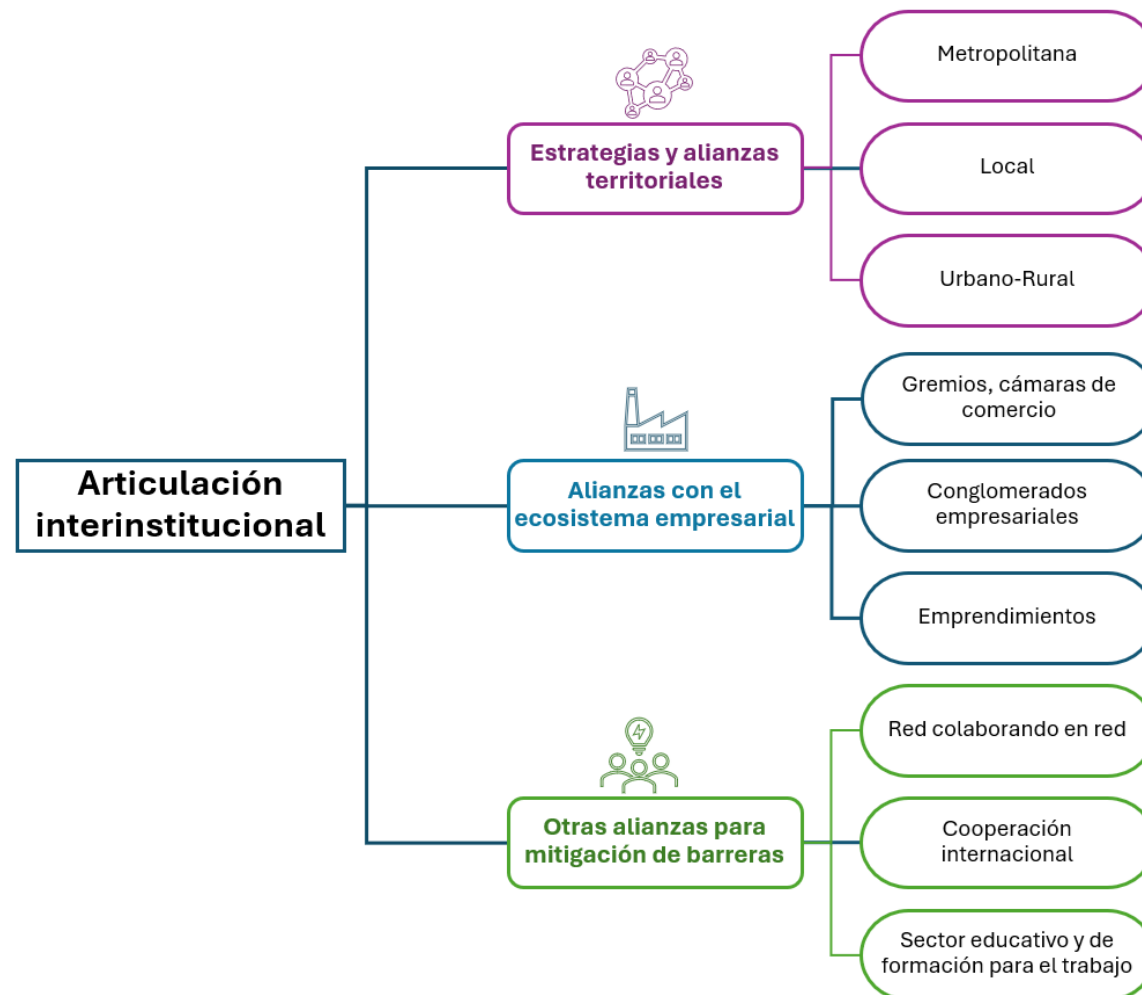 Articulación
interinstitucional
Estrategias y alianzas
territoriales
Metropolitana
Local
Urbano-Rural
Alianzas con el
ecosistema empresarial
Gremios, cámaras de
comercio
Conglomerados
empresariales
Emprendimientos
Otras alianzas para
mitigación de barreras
Red colaborando en red
Cooperación
internacional
Sector educativo y de
formación para el trabajo